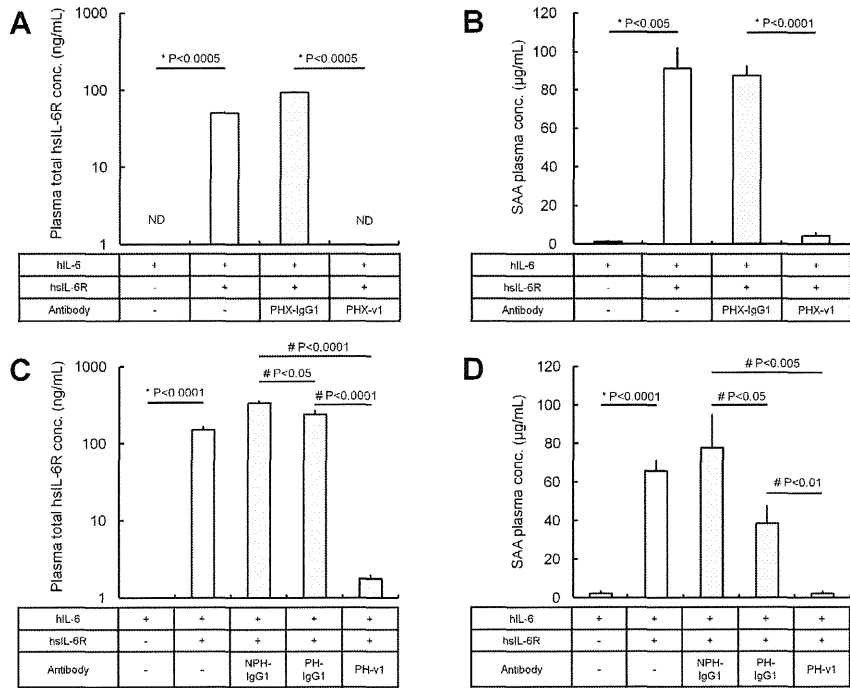 A
Plasma total hsIL-6R conc. (ng/mL)
1000
100
10
1
* P<0.0005
* P<0.0005
ND
ND
hIL-6 + + + +
hsIL-6R - + + +
Antibody - - PHX-IgG1 PHX-v1
B
SAA plasma conc. (µg/mL)
120
100
80
60
40
20
0
* P<0 005
* P<0.0001
hIL-6 + + + +
hsIL-6R - + + +
Antibody - - PHX-IgG1 PHX-v1
C
Plasma total hsIL-6R conc. (ng/mL)
1000
100
10
1
# P<0.0001
* P<0 0001
# P<0.05
# P<0.0001
hIL-6 + + + + +
hsIL-6R - + + + +
Antibody - - NPH-IgG1 PH-IgG1 PH-v1
D
SAA plasma conc. (µg/mL)
120
100
80
60
40
20
0
# P<0.005
* P<0.0001
# P<0.05
# P<0.01
hIL-6 + + + + +
hsIL-6R - + + + +
Antibody - - NPH-IgG1 PH-IgG1 PH-v1